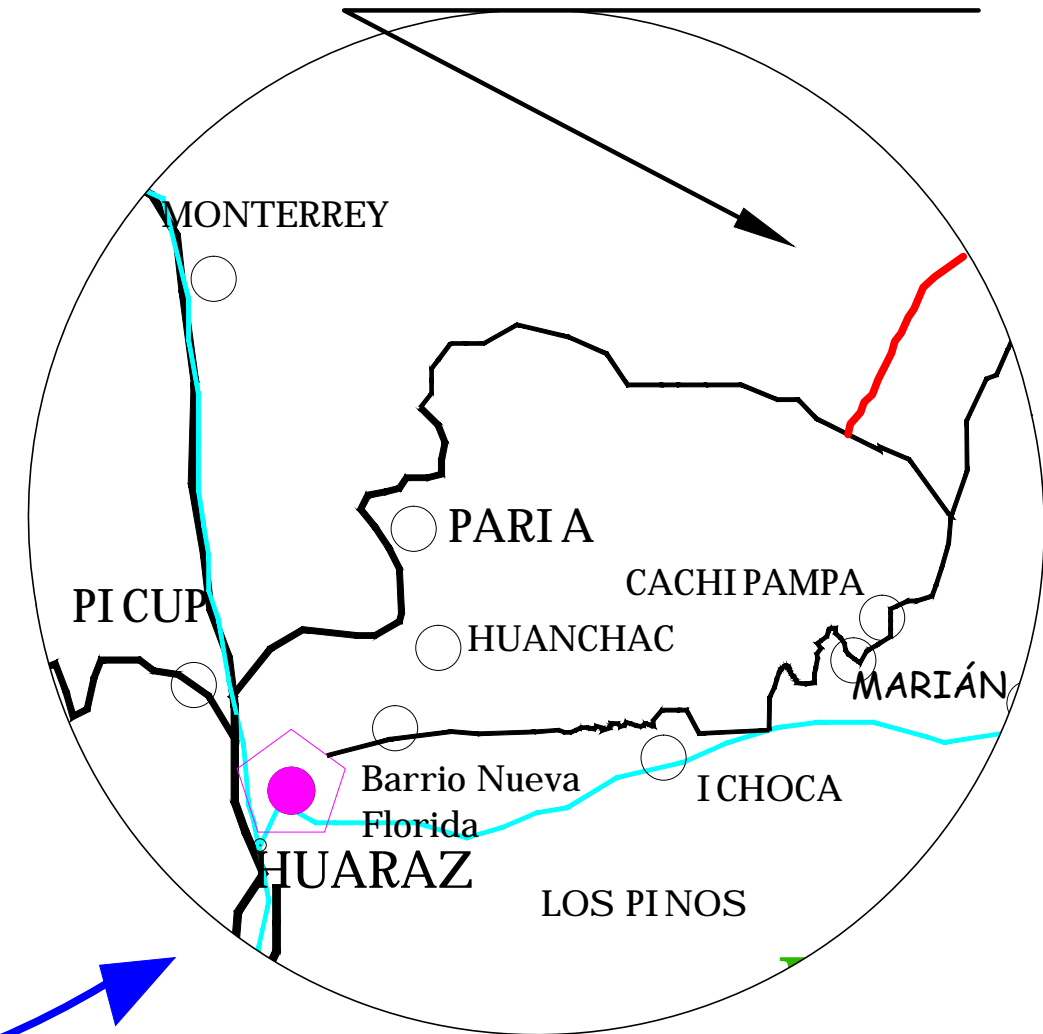 MONTERREY
PARIA
CACHIPAMPA
PICUP
HUANCHAC
MARIÁN
Barrio Nueva
Florida
ICHOCA
HUARAZ
LOS PINOS